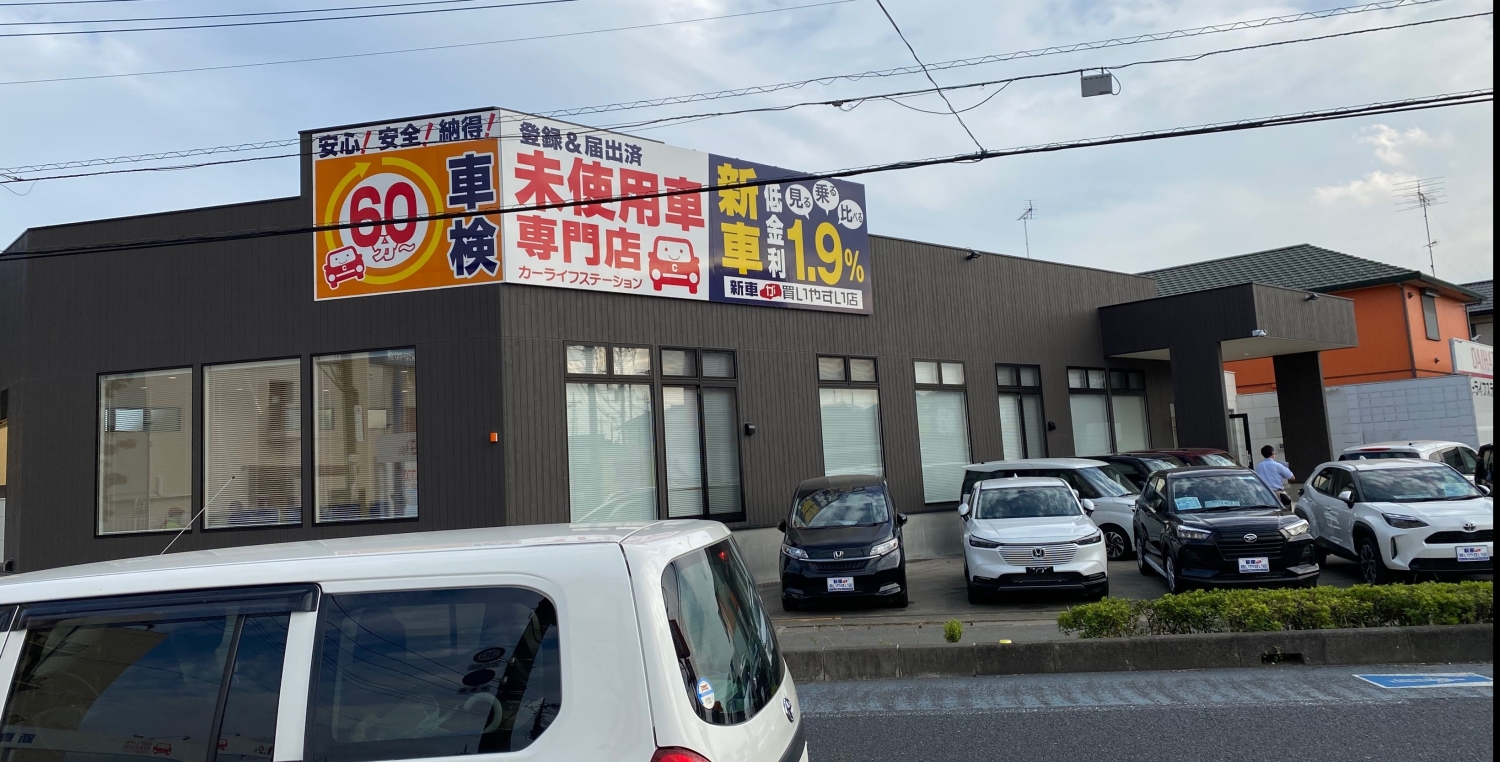 安心！安全！納得！
60分～
車検
登録&届出済
未使用車
専門店
カーライフステーション
新車
低金利
見る
乗る
比べる
1.9%
新車
買いやすい店